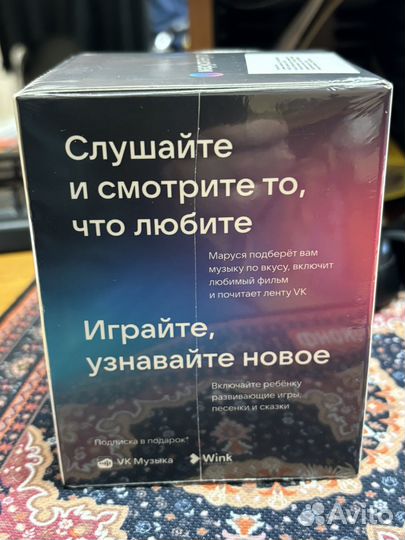 Слушайте
и смотрите то,
что любите
Маруся подберёт вам
музыку по вкусу, включит
любимый фильм
и почитает ленту VK
Играйте,
узнавайте новое
Включайте ребёнку
развивающие игры,
песенки и сказки
Подписка в подарок*
VK Музыка
Wink
Avito